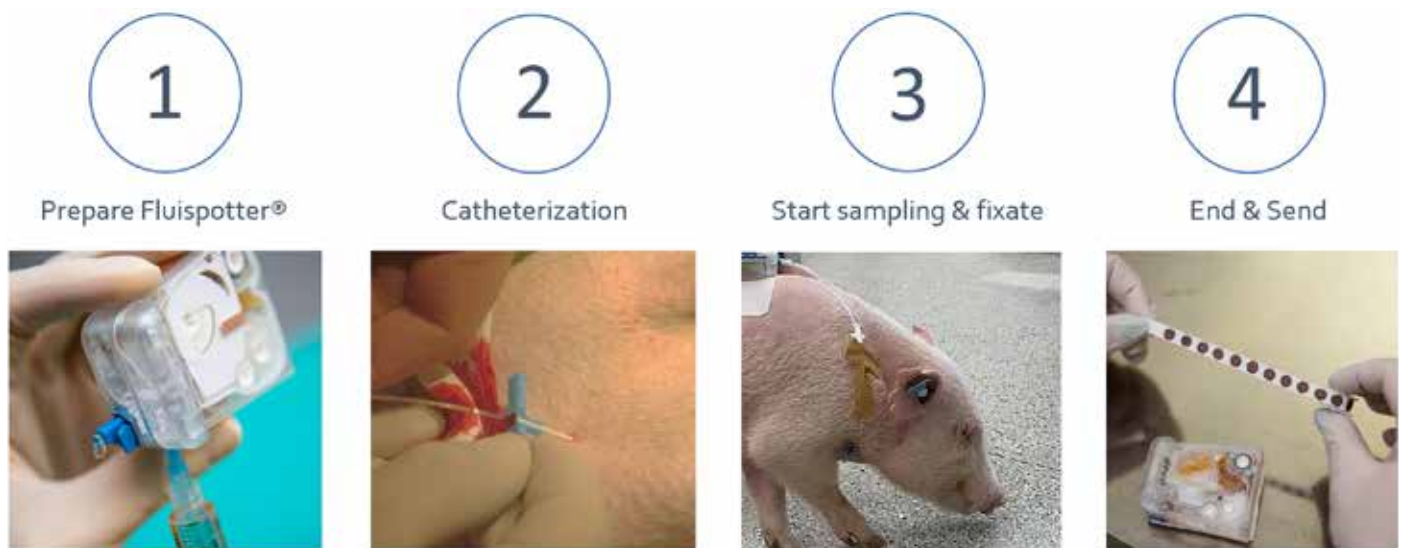 1
2
3
4
Prepare Fluispotter®
Catheterization
Start sampling & fixate
End & Send